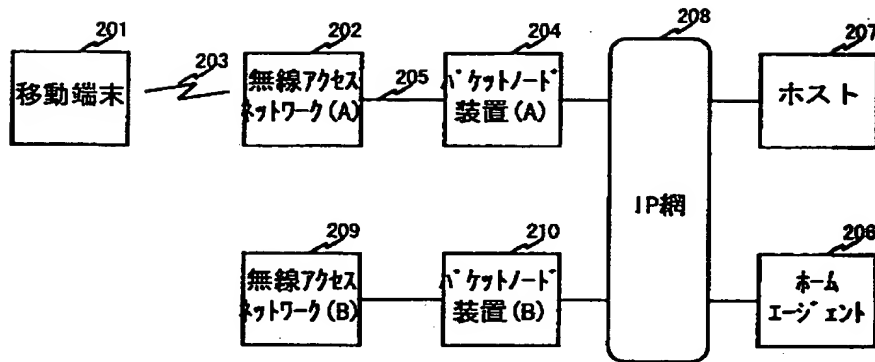 201
移動端末
203
202
無線アクセス
ネットワーク(A)
205
204
パケットノード
装置(A)
208
IP網
207
ホスト
209
無線アクセス
ネットワーク(B)
210
パケットノード
装置(B)
206
ホーム
エージェント